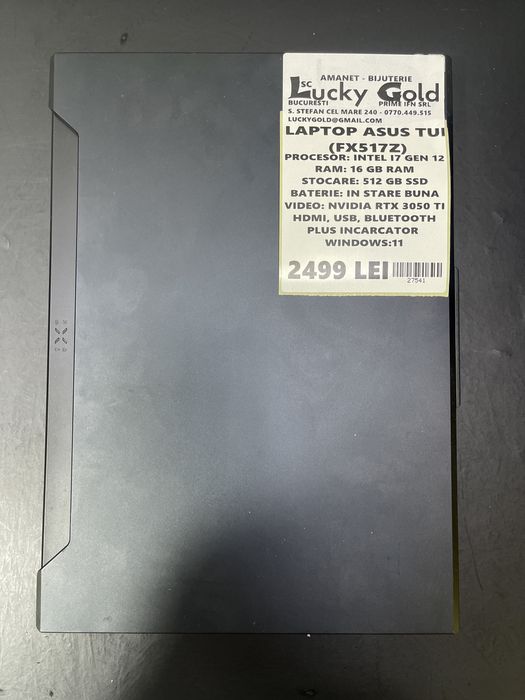 AMANET - BIJUTERIE
SC Lucky Gold
BUCURESTI PRIME IFN SRL
S. STEFAN CEL MARE 240 - 0770.449.515
LUCKYGOLD@GMAIL.COM
LAPTOP ASUS TUI
(FX517Z)
PROCESOR: INTEL I7 GEN 12
RAM: 16 GB RAM
STOCARE: 512 GB SSD
BATERIE: IN STARE BUNA
VIDEO: NVIDIA RTX 3050 TI
HDMI, USB, BLUETOOTH
PLUS INCARCATOR
WINDOWS:11
2499 LEI
27541